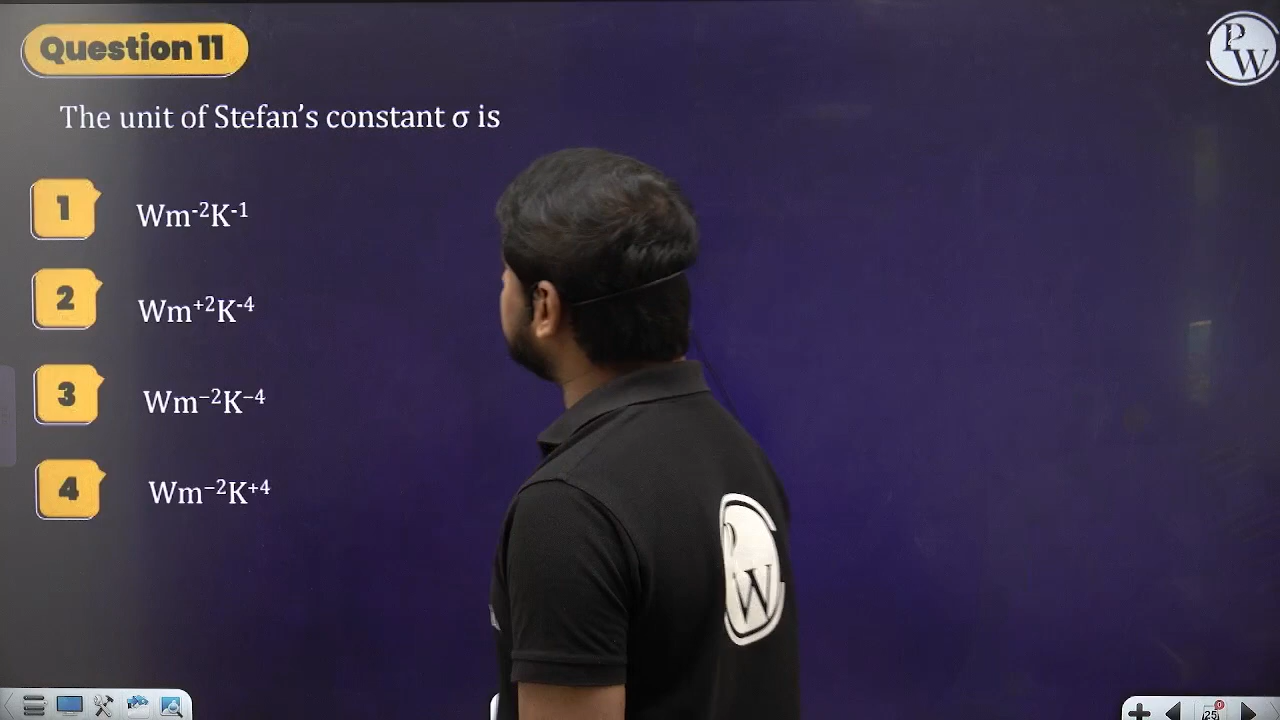 Question 11
PW
The unit of Stefan’s constant σ is
1
Wm⁻²K⁻¹
2
Wm⁺²K⁻⁴
3
Wm⁻²K⁻⁴
4
Wm⁻²K⁺⁴
W
25